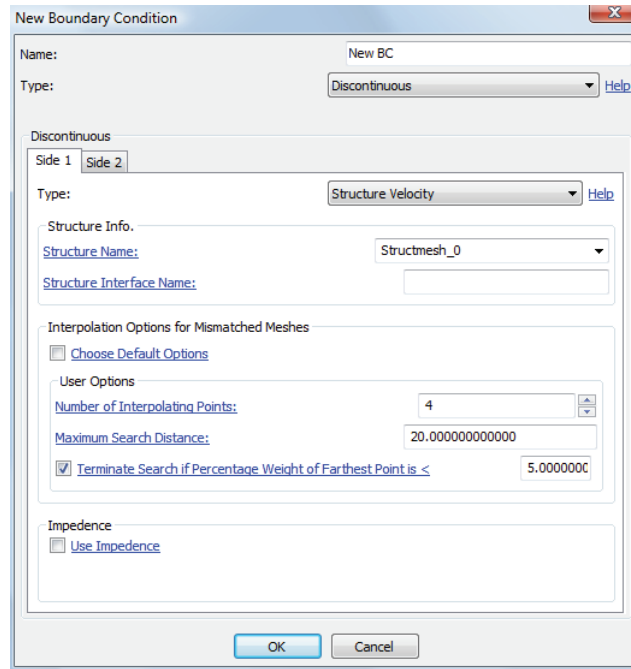 New Boundary Condition
Name: New BC
Type: Discontinuous Help
Discontinuous
Side 1 Side 2
Type: Structure Velocity Help
Structure Info.
Structure Name: Structmesh_0
Structure Interface Name:
Interpolation Options for Mismatched Meshes
Choose Default Options
User Options
Number of Interpolating Points: 4
Maximum Search Distance: 20.000000000000
Terminate Search if Percentage Weight of Farthest Point is < 5.0000000
Impedence
Use Impedence
OK Cancel